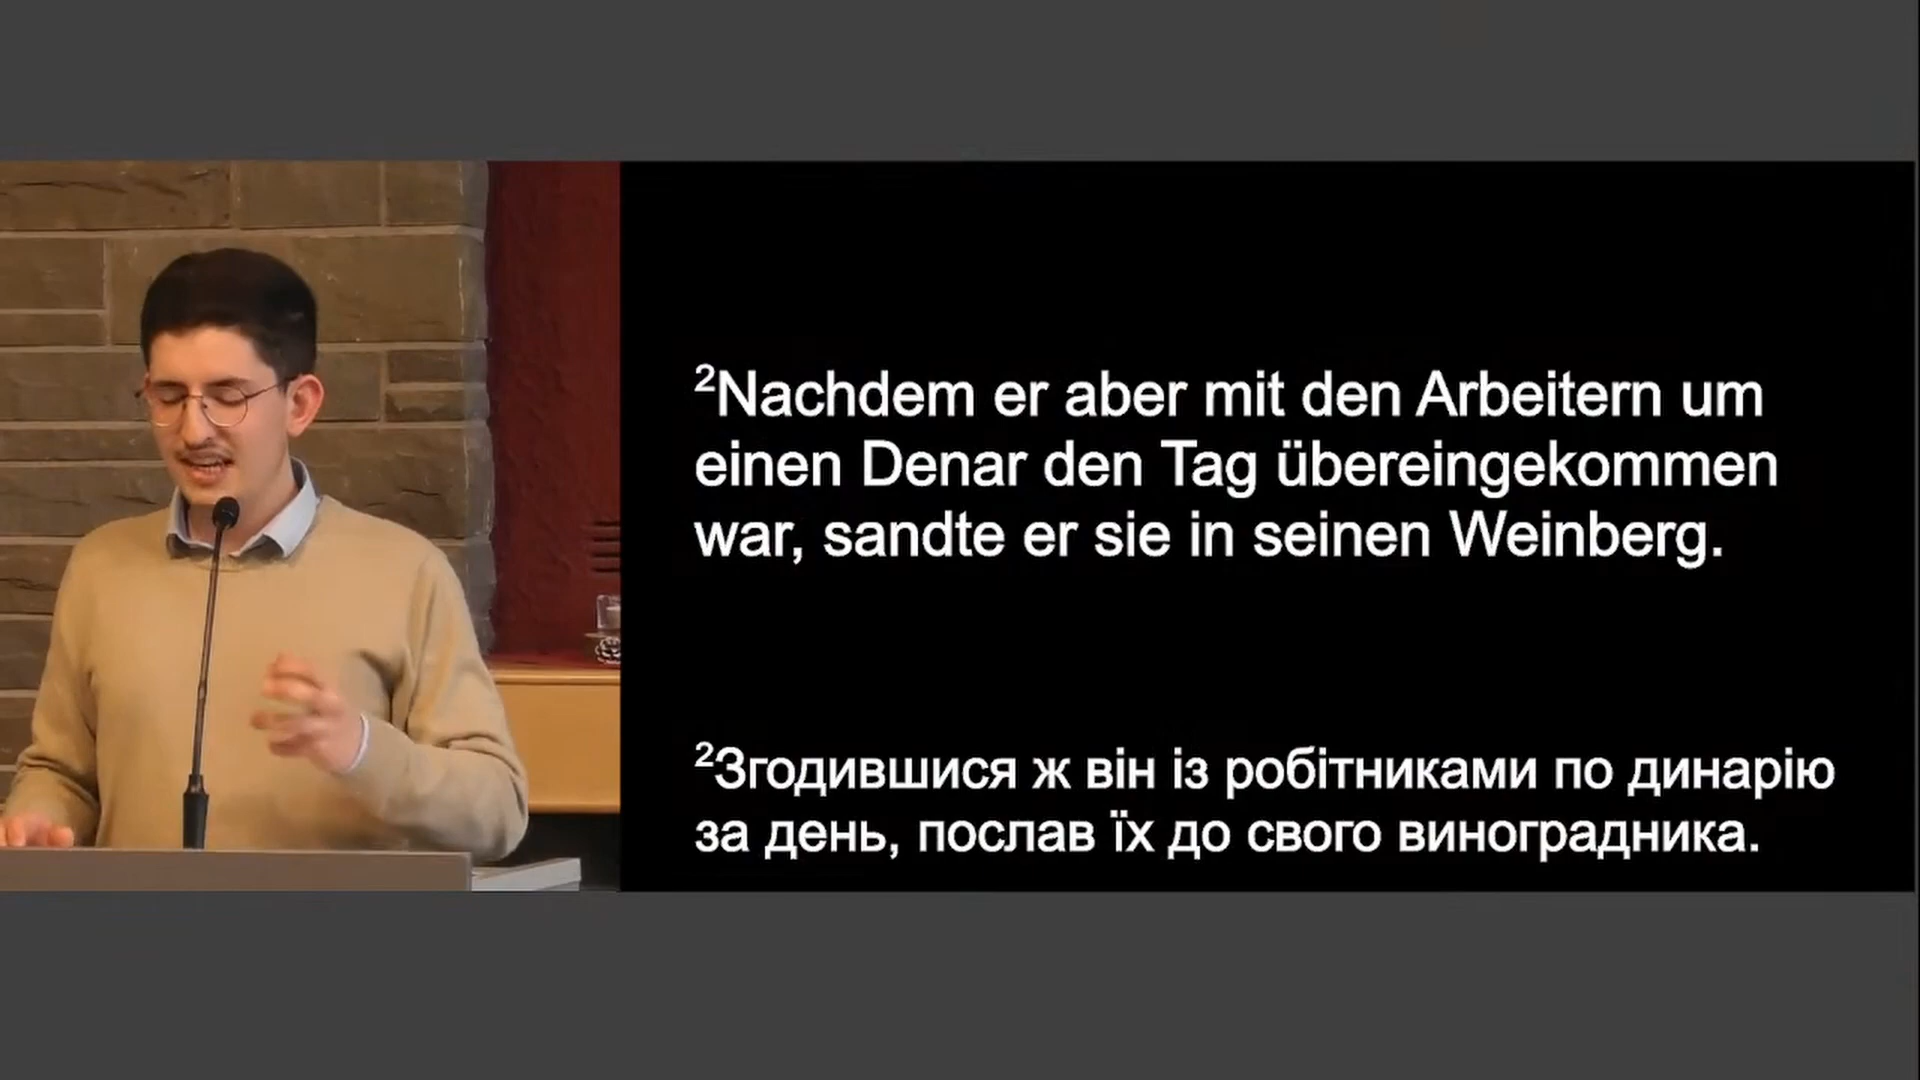 ²Nachdem er aber mit den Arbeitern um
einen Denar den Tag übereingekommen
war, sandte er sie in seinen Weinberg.
²Згодившися ж він із робітниками по динарію
за день, послав їх до свого виноградника.